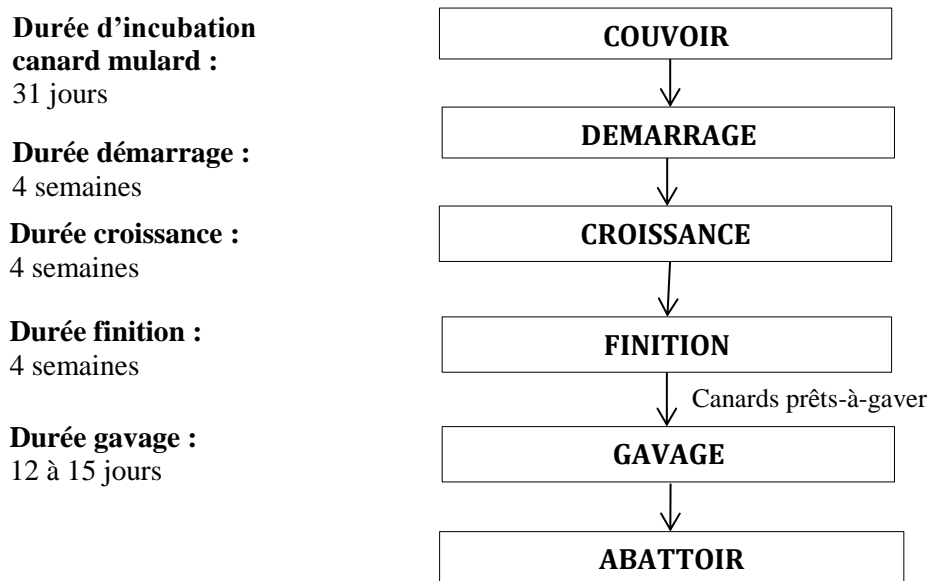 Durée d’incubation
canard mulard :
31 jours
COUVOIR
Durée démarrage :
4 semaines
DEMARRAGE
Durée croissance :
4 semaines
CROISSANCE
Durée finition :
4 semaines
FINITION
Canards prêts-à-gaver
Durée gavage :
12 à 15 jours
GAVAGE
ABATTOIR